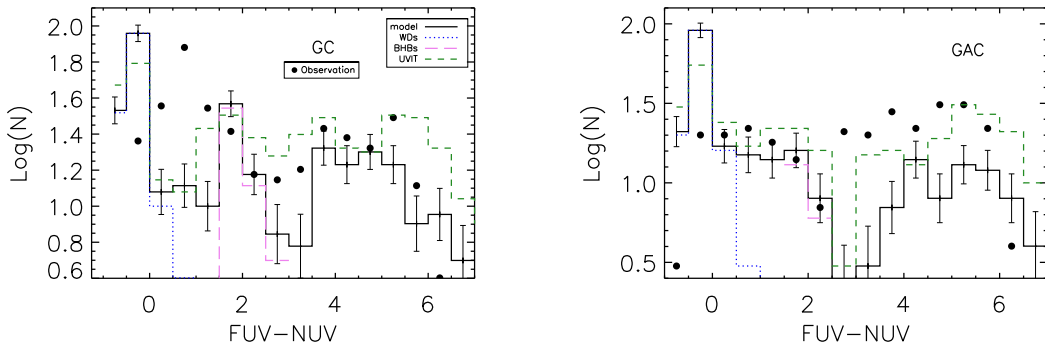 GC
model
WDs
BHBs
UVIT
Observation
Log(N)
2.0
1.8
1.6
1.4
1.2
1.0
0.8
0.6
0
2
4
6
FUV−NUV
GAC
Log(N)
2.0
1.5
1.0
0.5
0
2
4
6
FUV−NUV